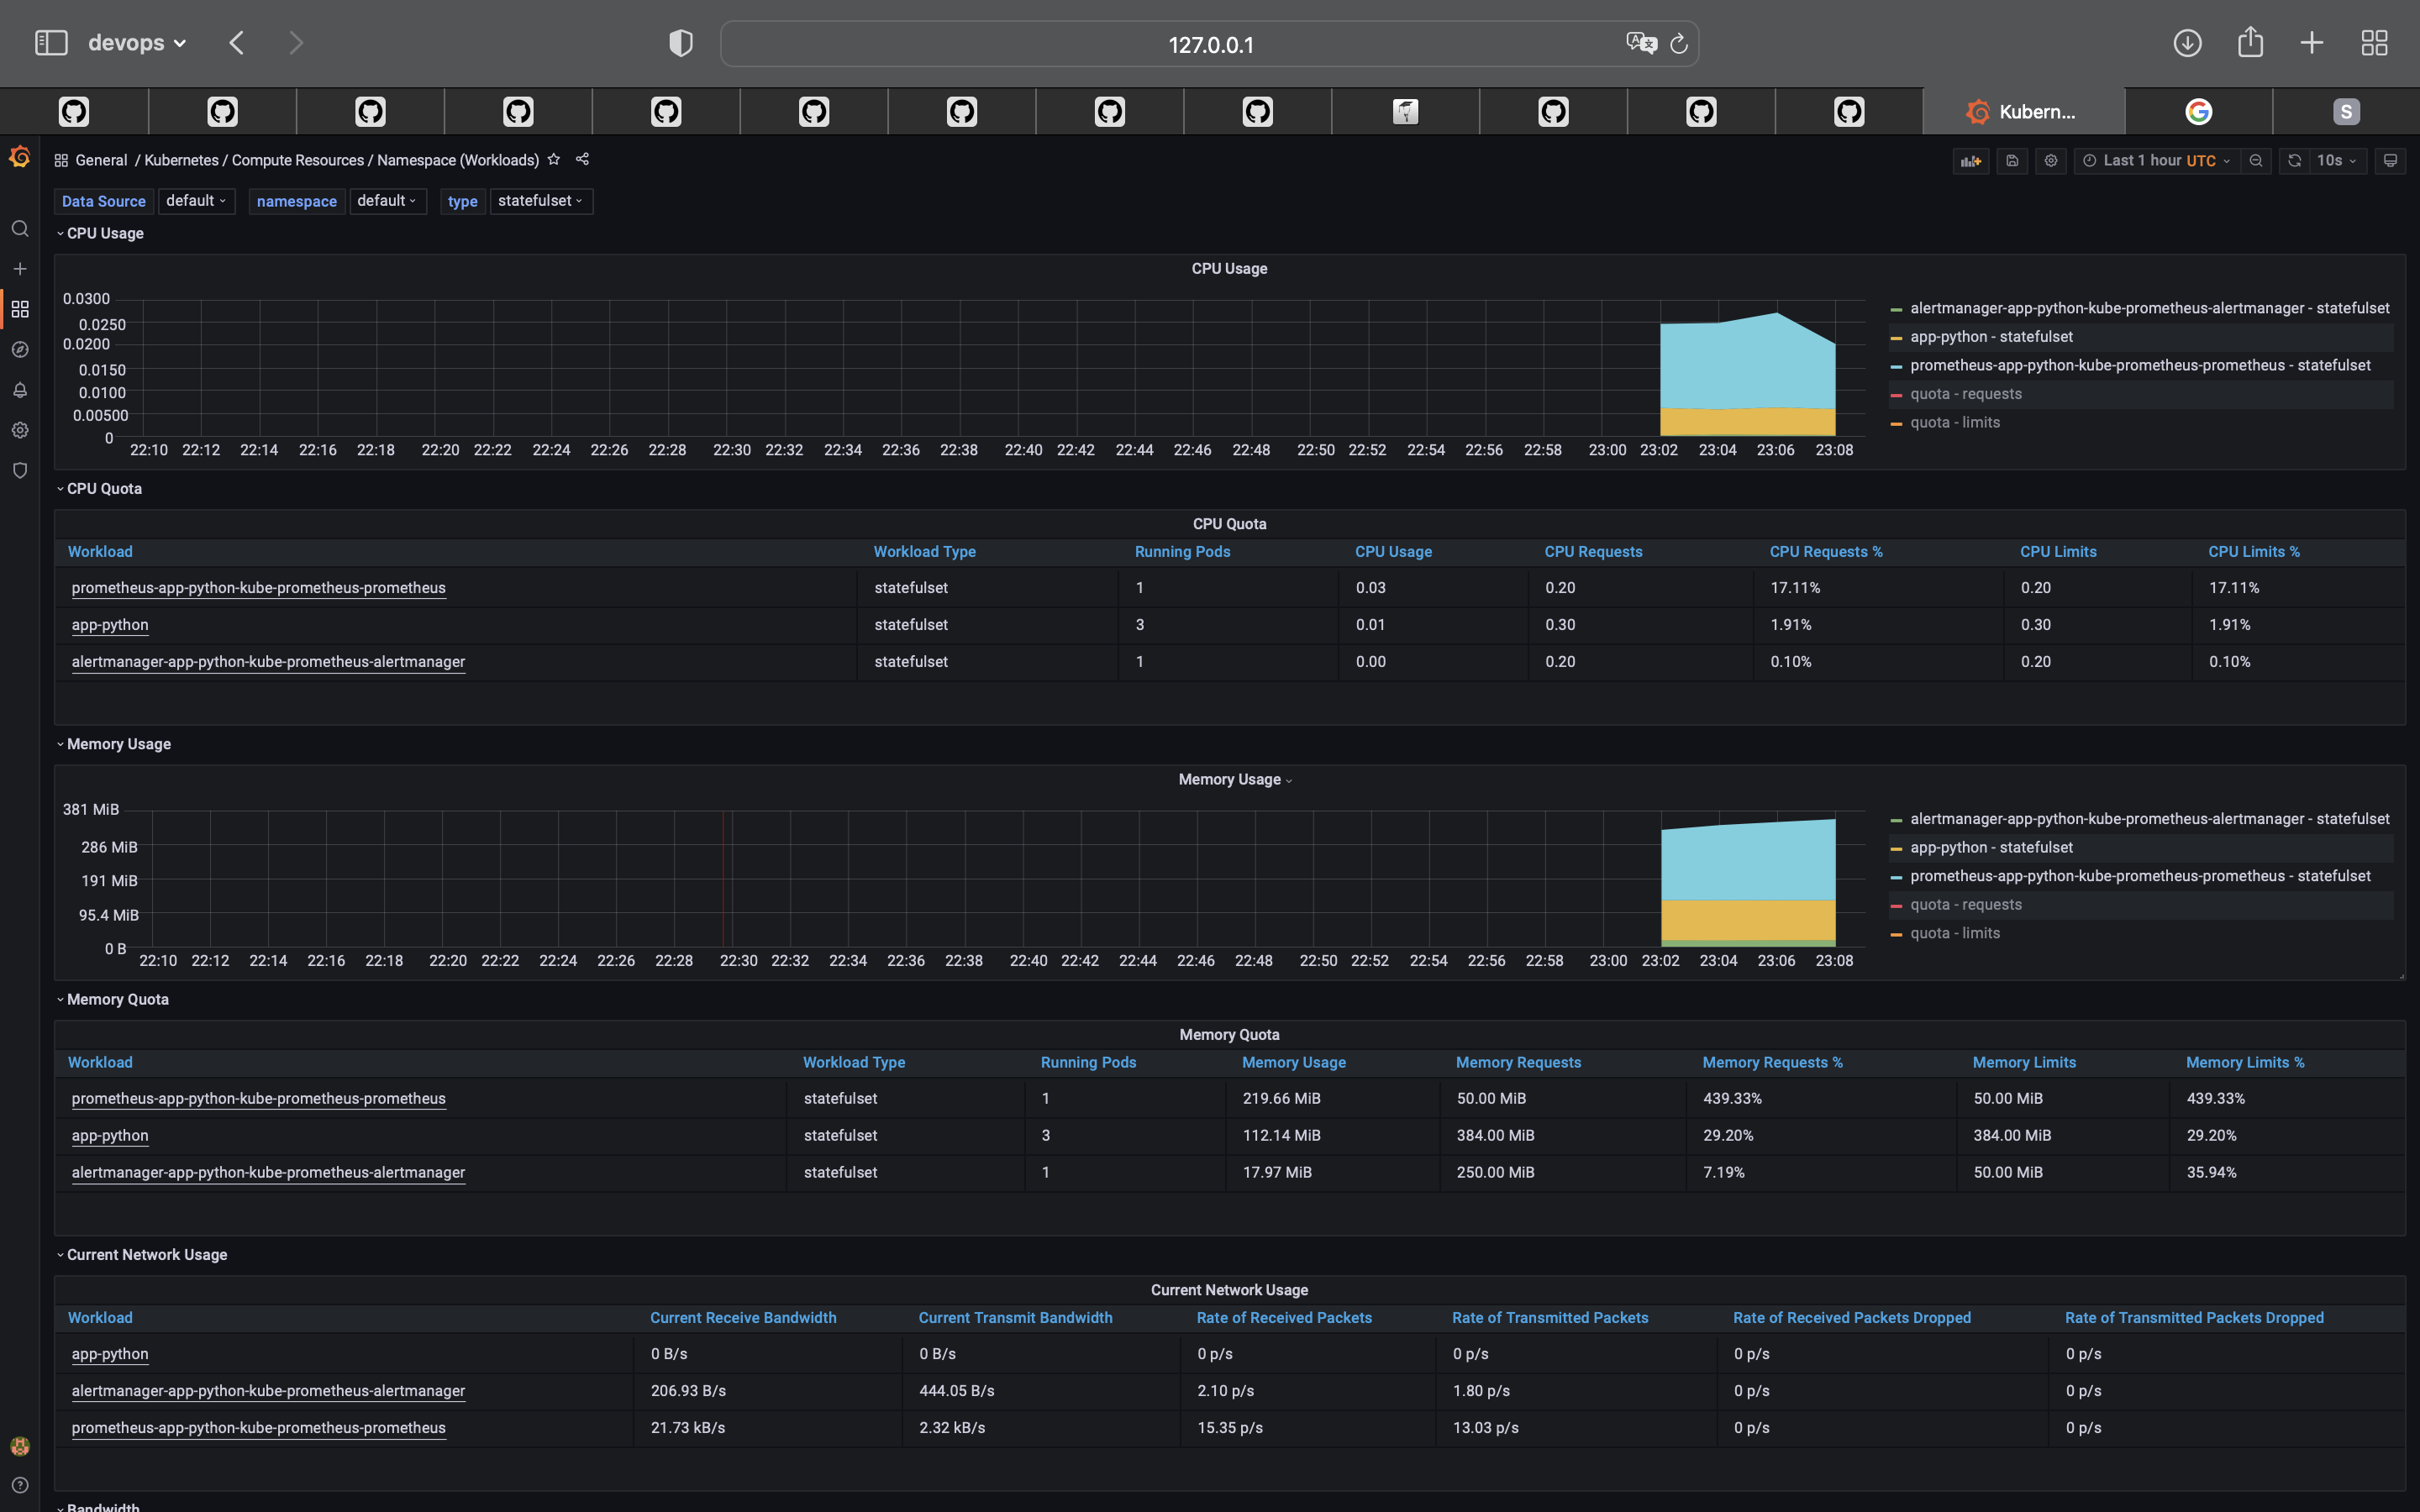 devops
127.0.0.1
Kubern...
S
General / Kubernetes / Compute Resources / Namespace (Workloads)
Last 1 hour UTC
10s
Data Source default namespace default type statefulset
CPU Usage
CPU Usage
0.0300
0.0250
0.0200
0.0150
0.0100
0.00500
0
22:10 22:12 22:14 22:16 22:18 22:20 22:22 22:24 22:26 22:28 22:30 22:32 22:34 22:36 22:38 22:40 22:42 22:44 22:46 22:48 22:50 22:52 22:54 22:56 22:58 23:00 23:02 23:04 23:06 23:08
alertmanager-app-python-kube-prometheus-alertmanager - statefulset
app-python - statefulset
prometheus-app-python-kube-prometheus-prometheus - statefulset
quota - requests
quota - limits
CPU Quota
CPU Quota
Workload Workload Type Running Pods CPU Usage CPU Requests CPU Requests % CPU Limits CPU Limits %
prometheus-app-python-kube-prometheus-prometheus statefulset 1 0.03 0.20 17.11% 0.20 17.11%
app-python statefulset 3 0.01 0.30 1.91% 0.30 1.91%
alertmanager-app-python-kube-prometheus-alertmanager statefulset 1 0.00 0.20 0.10% 0.20 0.10%
Memory Usage
Memory Usage
381 MiB
286 MiB
191 MiB
95.4 MiB
0 B
22:10 22:12 22:14 22:16 22:18 22:20 22:22 22:24 22:26 22:28 22:30 22:32 22:34 22:36 22:38 22:40 22:42 22:44 22:46 22:48 22:50 22:52 22:54 22:56 22:58 23:00 23:02 23:04 23:06 23:08
alertmanager-app-python-kube-prometheus-alertmanager - statefulset
app-python - statefulset
prometheus-app-python-kube-prometheus-prometheus - statefulset
quota - requests
quota - limits
Memory Quota
Memory Quota
Workload Workload Type Running Pods Memory Usage Memory Requests Memory Requests % Memory Limits Memory Limits %
prometheus-app-python-kube-prometheus-prometheus statefulset 1 219.66 MiB 50.00 MiB 439.33% 50.00 MiB 439.33%
app-python statefulset 3 112.14 MiB 384.00 MiB 29.20% 384.00 MiB 29.20%
alertmanager-app-python-kube-prometheus-alertmanager statefulset 1 17.97 MiB 250.00 MiB 7.19% 50.00 MiB 35.94%
Current Network Usage
Current Network Usage
Workload Current Receive Bandwidth Current Transmit Bandwidth Rate of Received Packets Rate of Transmitted Packets Rate of Received Packets Dropped Rate of Transmitted Packets Dropped
app-python 0 B/s 0 B/s 0 p/s 0 p/s 0 p/s 0 p/s
alertmanager-app-python-kube-prometheus-alertmanager 206.93 B/s 444.05 B/s 2.10 p/s 1.80 p/s 0 p/s 0 p/s
prometheus-app-python-kube-prometheus-prometheus 21.73 kB/s 2.32 kB/s 15.35 p/s 13.03 p/s 0 p/s 0 p/s
Bandwidth